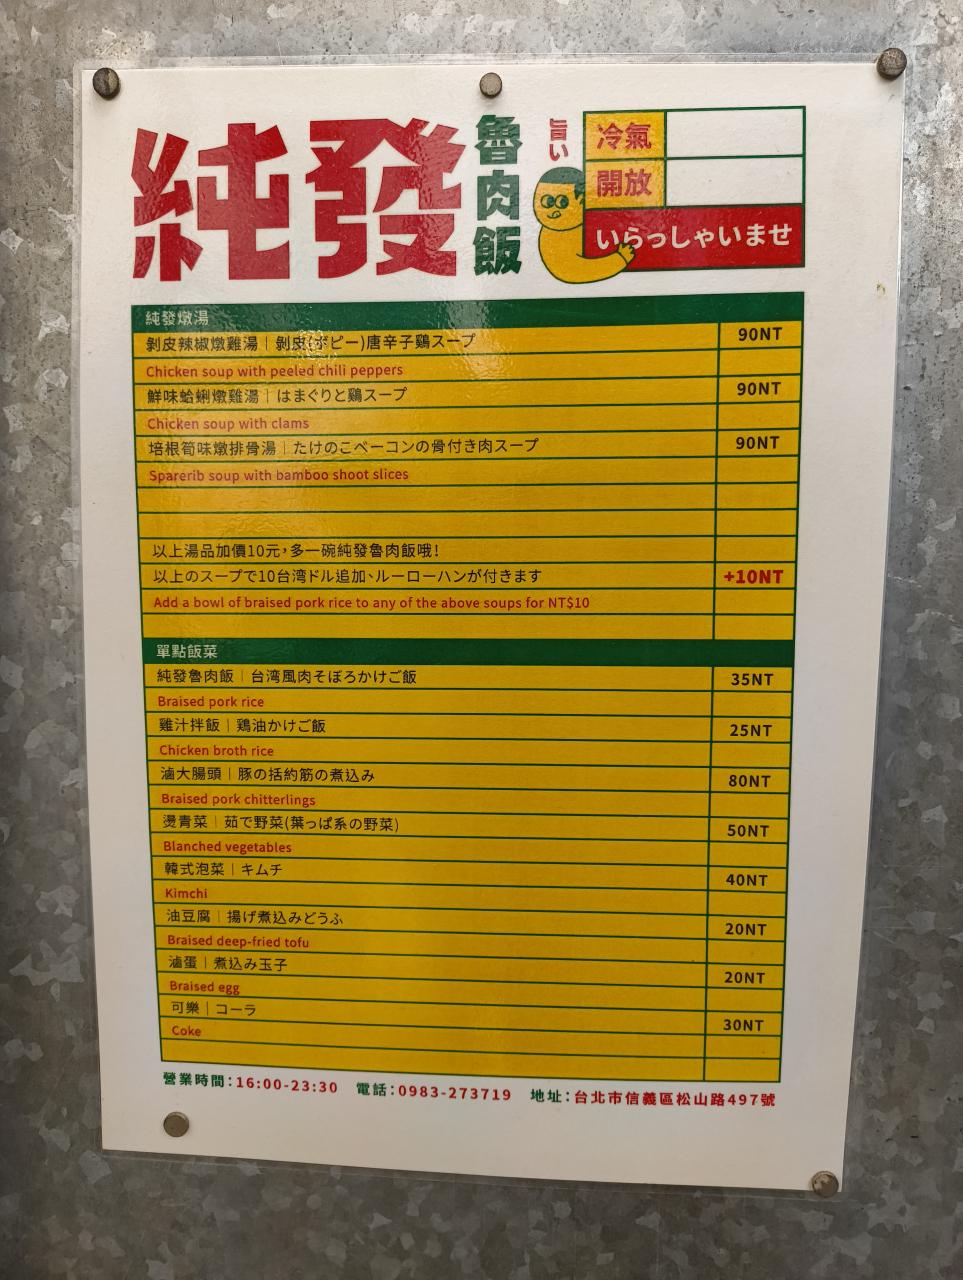 純發
魯肉飯
旨い
冷氣
開放
いらっしゃいませ
純發燉湯
剝皮辣椒燉雞湯｜剝皮(ボピー)唐辛子鶏スープ 90NT
Chicken soup with peeled chili peppers
鮮味蛤蜊燉雞湯｜はまぐりと鶏スープ 90NT
Chicken soup with clams
培根筍味燉排骨湯｜たけのこベーコンの骨付き肉スープ 90NT
Sparerib soup with bamboo shoot slices
以上湯品加價10元,多一碗純發魯肉飯哦!
以上のスープで10台湾ドル追加、ルーローハンが付きます +10NT
Add a bowl of braised pork rice to any of the above soups for NT$10
單點飯菜
純發魯肉飯｜台湾風肉そぼろかけご飯 35NT
Braised pork rice
雞汁拌飯｜鶏油かけご飯 25NT
Chicken broth rice
滷大腸頭｜豚の括約筋の煮込み 80NT
Braised pork chitterlings
燙青菜｜茹で野菜(葉っぱ系の野菜) 50NT
Blanched vegetables
韓式泡菜｜キムチ 40NT
Kimchi
油豆腐｜揚げ煮込みどうふ 20NT
Braised deep-fried tofu
滷蛋｜煮込み玉子 20NT
Braised egg
可樂｜コーラ 30NT
Coke
營業時間:16:00-23:30 電話:0983-273719 地址:台北市信義區松山路497號